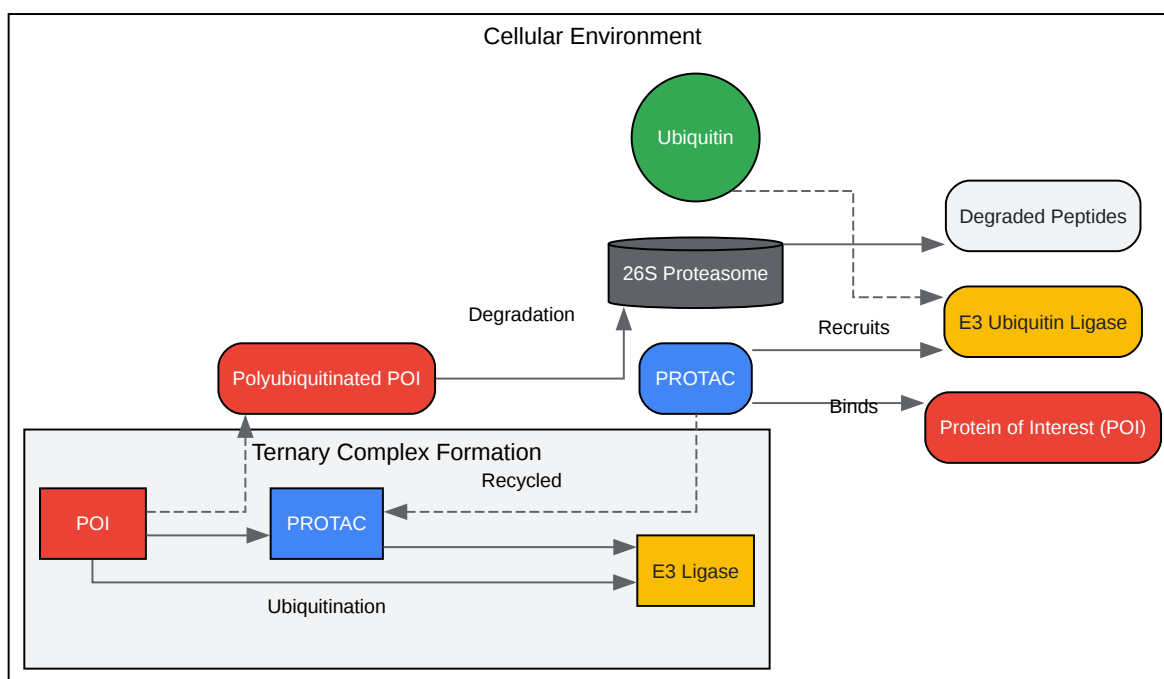 Cellular Environment
Ubiquitin
Degraded Peptides
26S Proteasome
Degradation
Recruits
E3 Ubiquitin Ligase
Polyubiquitinated POI
PROTAC
Binds
Protein of Interest (POI)
Ternary Complex Formation
Recycled
POI
PROTAC
E3 Ligase
Ubiquitination